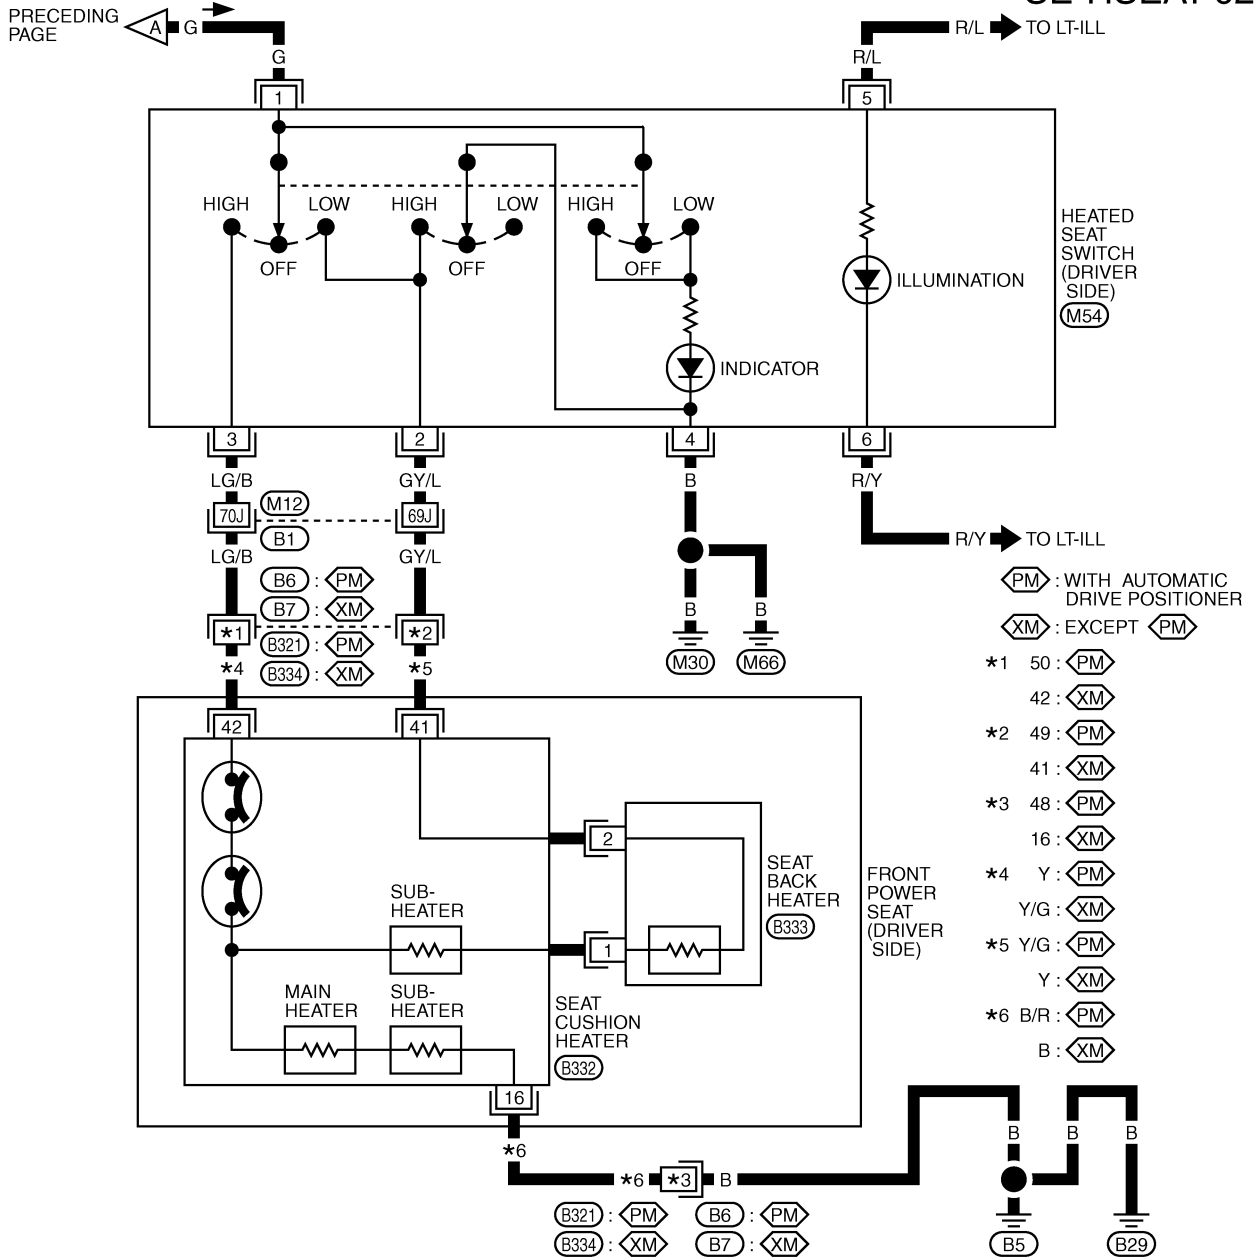 PRECEDING
PAGE
A
G
G
R/L
TO LT-ILL
R/L
1
5
HIGH
LOW
HIGH
LOW
HIGH
LOW
OFF
OFF
OFF
ILLUMINATION
INDICATOR
HEATED
SEAT
SWITCH
(DRIVER
SIDE)
M54
3
2
4
6
LG/B
GY/L
B
R/Y
70J
M12
69J
B1
LG/B
GY/L
R/Y
TO LT-ILL
B6 : PM
B7 : XM
*1
*2
B321 : PM
B334 : XM
*4
*5
B
B
M30
M66
PM : WITH AUTOMATIC
DRIVE POSITIONER
XM : EXCEPT PM
*1 50 : PM
42 : XM
*2 49 : PM
41 : XM
*3 48 : PM
16 : XM
*4 Y : PM
Y/G : XM
*5 Y/G : PM
Y : XM
*6 B/R : PM
B : XM
42
41
2
SEAT
BACK
HEATER
B333
1
FRONT
POWER
SEAT
(DRIVER
SIDE)
SUB-
HEATER
MAIN
HEATER
SUB-
HEATER
SEAT
CUSHION
HEATER
B332
16
*6
*6
*3
B
B
B
B
B321 : PM
B334 : XM
B6 : PM
B7 : XM
B5
B29